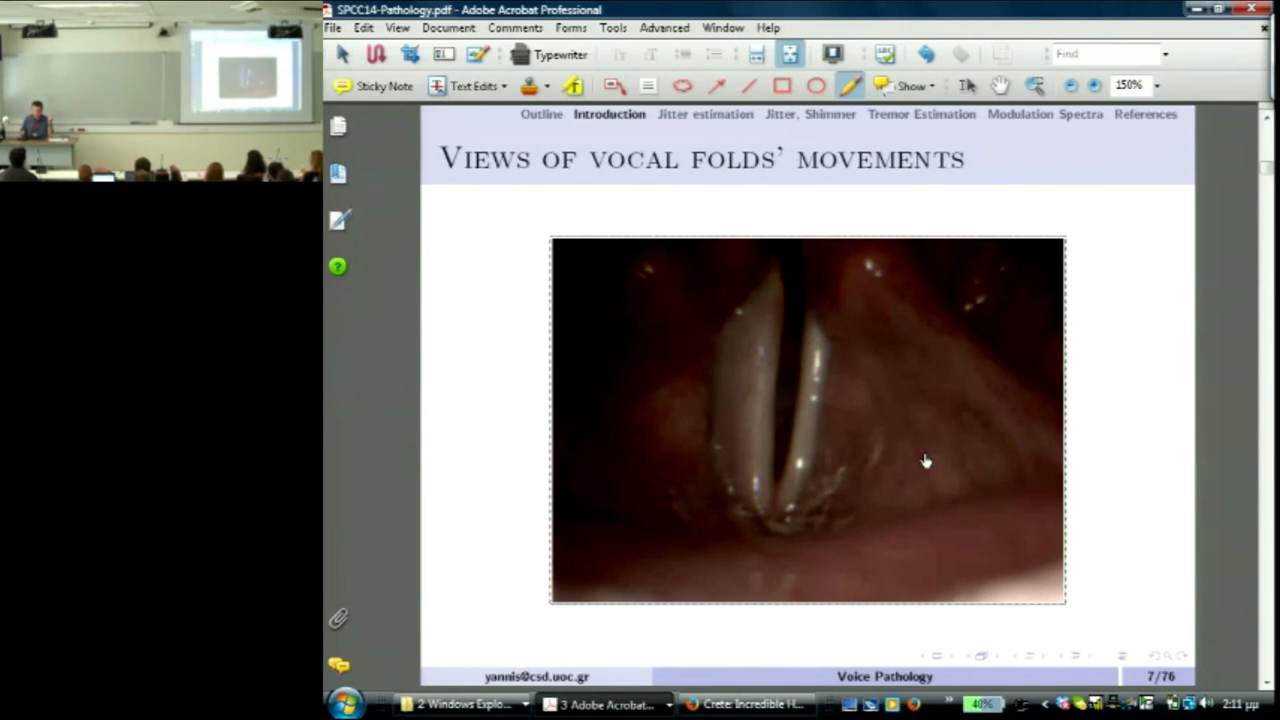 SPCC14-Pathology.pdf - Adobe Acrobat Professional
File Edit View Document Comments Forms Tools Advanced Window Help
Typewriter
Find
Sticky Note Text Edits Show 150%
Outline Introduction Jitter estimation Jitter, Shimmer Tremor Estimation Modulation Spectra References
Views of vocal folds' movements
yannis@csd.uoc.gr Voice Pathology 7/76
2 Windows Explo... 3 Adobe Acrobat... Crete: Incredible H... 40% 2:11 μμ